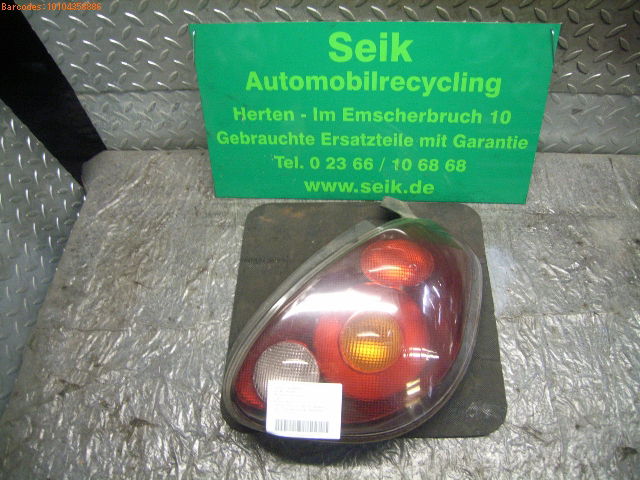 Barcodes:10104358886
Seik
Automobilrecycling
Herten - Im Emscherbruch 10
Gebrauchte Ersatzteile mit Garantie
Tel. 0 23 66 / 10 68 68
www.seik.de